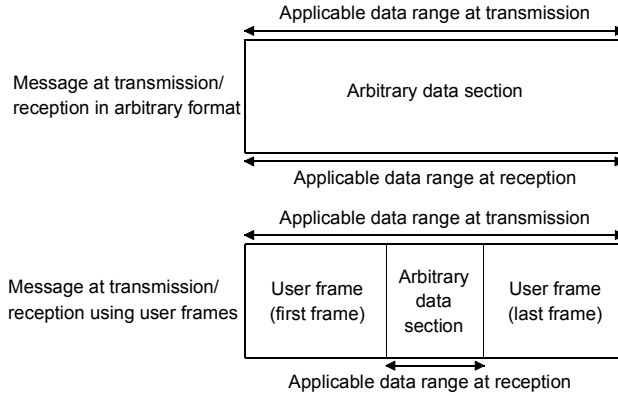 Applicable data range at transmission
Message at transmission/
reception in arbitrary format
Arbitrary data section
Applicable data range at reception
Applicable data range at transmission
Message at transmission/
reception using user frames
User frame
(first frame)
Arbitrary
data
section
User frame
(last frame)
Applicable data range at reception